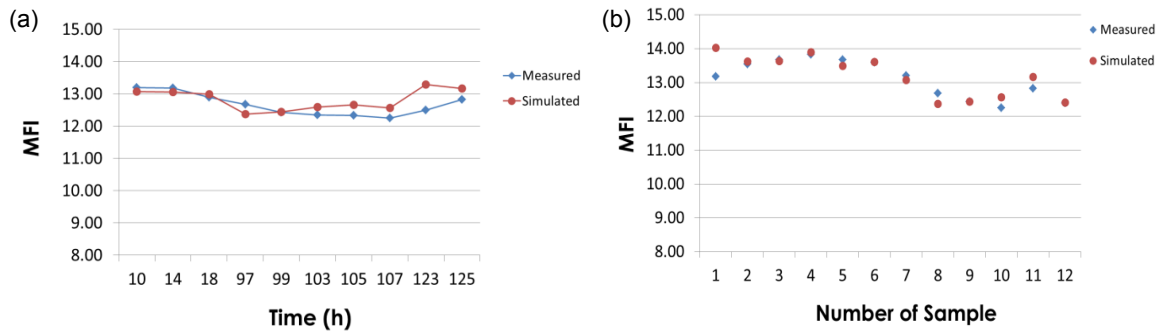 (a)
15.00
14.00
13.00
12.00
11.00
10.00
9.00
8.00
MFI
10 14 18 97 99 103 105 107 123 125
Time (h)
Measured
Simulated
(b)
15.00
14.00
13.00
12.00
11.00
10.00
9.00
8.00
MFI
1 2 3 4 5 6 7 8 9 10 11 12
Number of Sample
Measured
Simulated